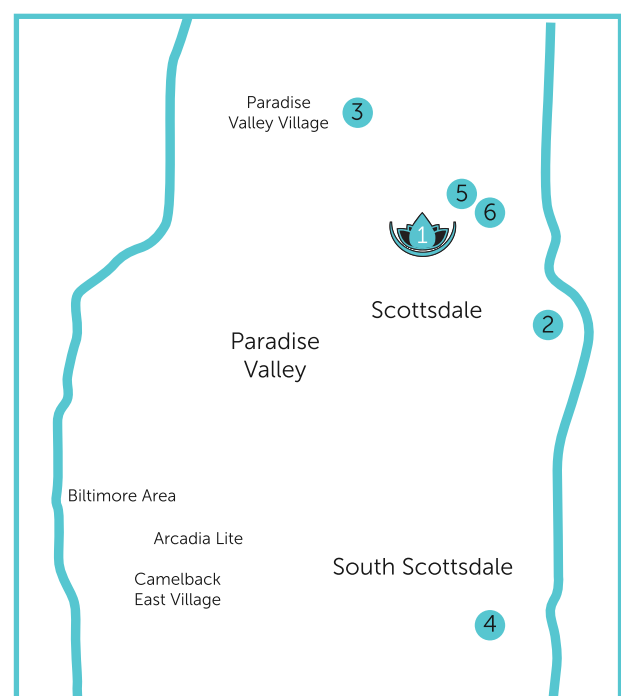 Paradise
Valley Village
3
5
6
1
Scottsdale
2
Paradise
Valley
Biltimore Area
Arcadia Lite
South Scottsdale
Camelback
East Village
4